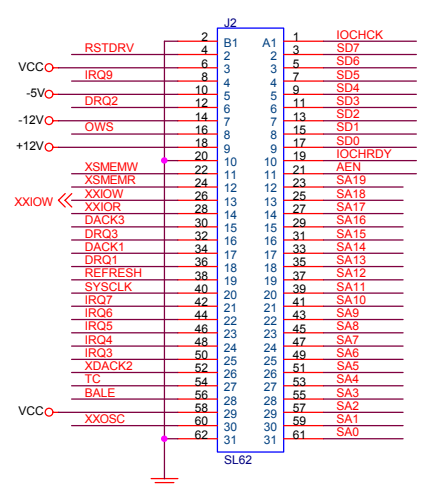 J2
2 B1 A1 1 IOCHCK
RSTDRV 4 2 2 3 SD7
VCC 6 3 3 5 SD6
IRQ9 8 4 4 7 SD5
-5V 10 5 5 9 SD4
DRQ2 12 6 6 11 SD3
-12V 14 7 7 13 SD2
OWS 16 8 8 15 SD1
+12V 18 9 9 17 SD0
20 10 10 19 IOCHRDY
XSMEMW 22 11 11 21 AEN
XSMEMR 24 12 12 23 SA19
XXIOW XXIOW 26 13 13 25 SA18
XXIOR 28 14 14 27 SA17
DACK3 30 15 15 29 SA16
DRQ3 32 16 16 31 SA15
DACK1 34 17 17 33 SA14
DRQ1 36 18 18 35 SA13
REFRESH 38 19 19 37 SA12
SYSCLK 40 20 20 39 SA11
IRQ7 42 21 21 41 SA10
IRQ6 44 22 22 43 SA9
IRQ5 46 23 23 45 SA8
IRQ4 48 24 24 47 SA7
IRQ3 50 25 25 49 SA6
XDACK2 52 26 26 51 SA5
TC 54 27 27 53 SA4
BALE 56 28 28 55 SA3
VCC 58 29 29 57 SA2
XXOSC 60 30 30 59 SA1
62 31 31 61 SA0
SL62